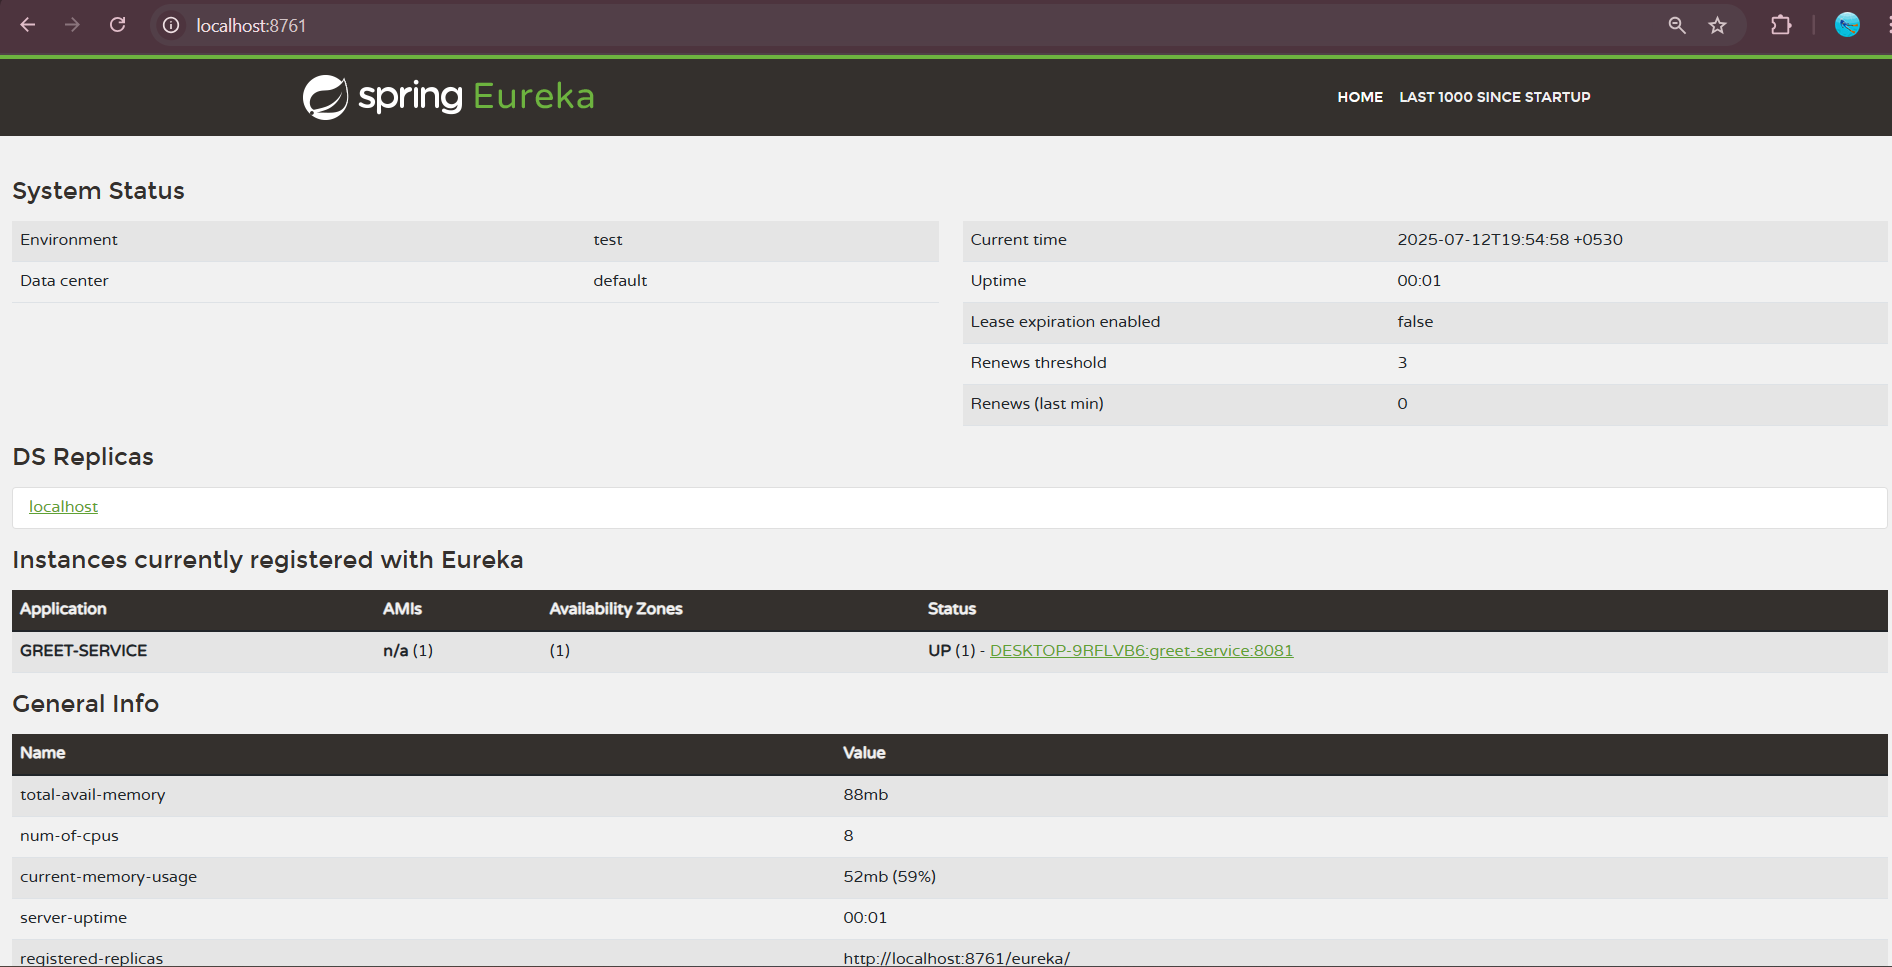 localhost:8761
spring Eureka
HOME LAST 1000 SINCE STARTUP
System Status
Environment test
Data center default
Current time 2025-07-12T19:54:58 +0530
Uptime 00:01
Lease expiration enabled false
Renews threshold 3
Renews (last min) 0
DS Replicas
localhost
Instances currently registered with Eureka
Application AMIs Availability Zones Status
GREET-SERVICE n/a (1) (1) UP (1) - DESKTOP-9RFLVB6:greet-service:8081
General Info
Name Value
total-avail-memory 88mb
num-of-cpus 8
current-memory-usage 52mb (59%)
server-uptime 00:01
registered-replicas http://localhost:8761/eureka/